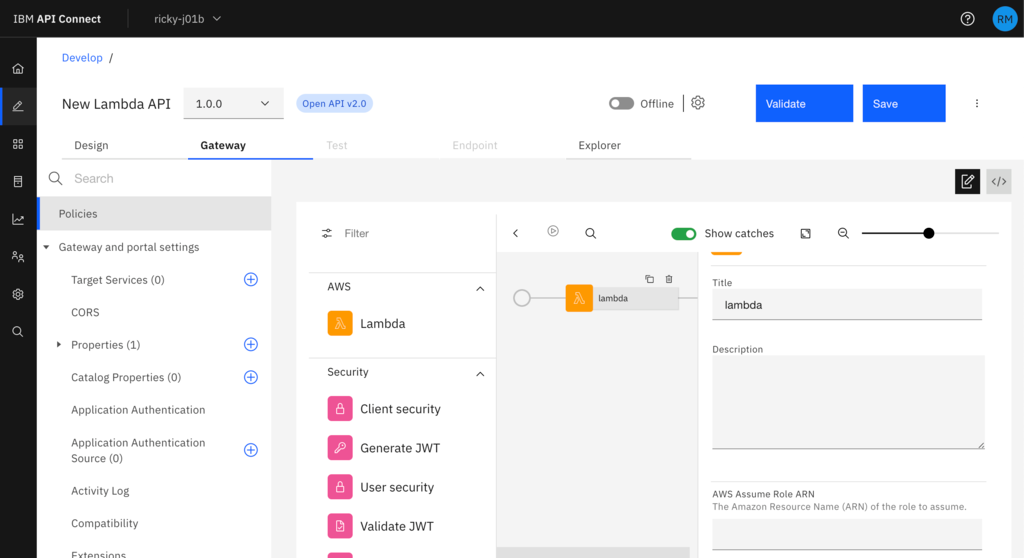 IBM API Connect
ricky-j01b
RM
Develop /
New Lambda API
1.0.0
Open API v2.0
Offline
Validate
Save
Design
Gateway
Test
Endpoint
Explorer
Search
Policies
Gateway and portal settings
Target Services (0)
CORS
Properties (1)
Catalog Properties (0)
Application Authentication
Application Authentication
Source (0)
Activity Log
Compatibility
Extensions
Filter
AWS
Lambda
Security
Client security
Generate JWT
User security
Validate JWT
Show catches
lambda
Title
lambda
Description
AWS Assume Role ARN
The Amazon Resource Name (ARN) of the role to assume.